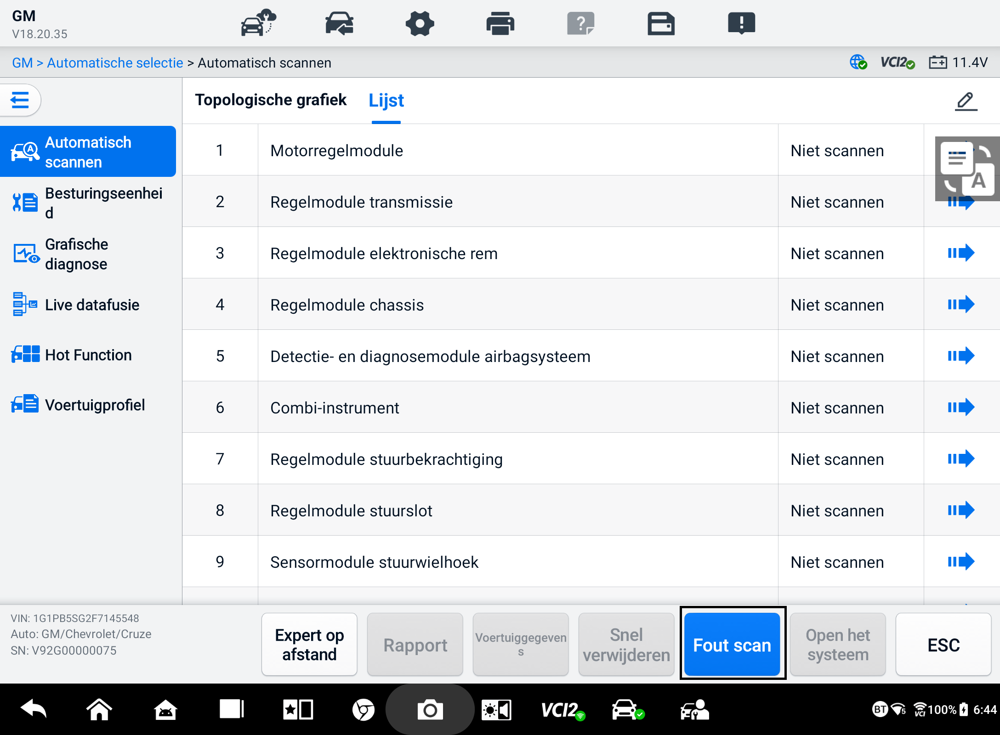 GM
V18.20.35
GM > Automatische selectie > Automatisch scannen
VCI2
11.4V
Topologische grafiek
Lijst
Automatisch
scannen
Besturingseenhei
d
Grafische
diagnose
Live datafusie
Hot Function
Voertuigprofiel
1 Motorregelmodule Niet scannen
2 Regelmodule transmissie Niet scannen
3 Regelmodule elektronische rem Niet scannen
4 Regelmodule chassis Niet scannen
5 Detectie- en diagnosemodule airbagsysteem Niet scannen
6 Combi-instrument Niet scannen
7 Regelmodule stuurbekrachtiging Niet scannen
8 Regelmodule stuurslot Niet scannen
9 Sensormodule stuurwielhoek Niet scannen
A
VIN: 1G1PB5SG2F7145548
Auto: GM/Chevrolet/Cruze
SN: V92G00000075
Expert op
afstand
Rapport
Voertuiggegeven
s
Snel
verwijderen
Fout scan
Open het
systeem
ESC
VCI2
BT
5
VCI
100%
6:44